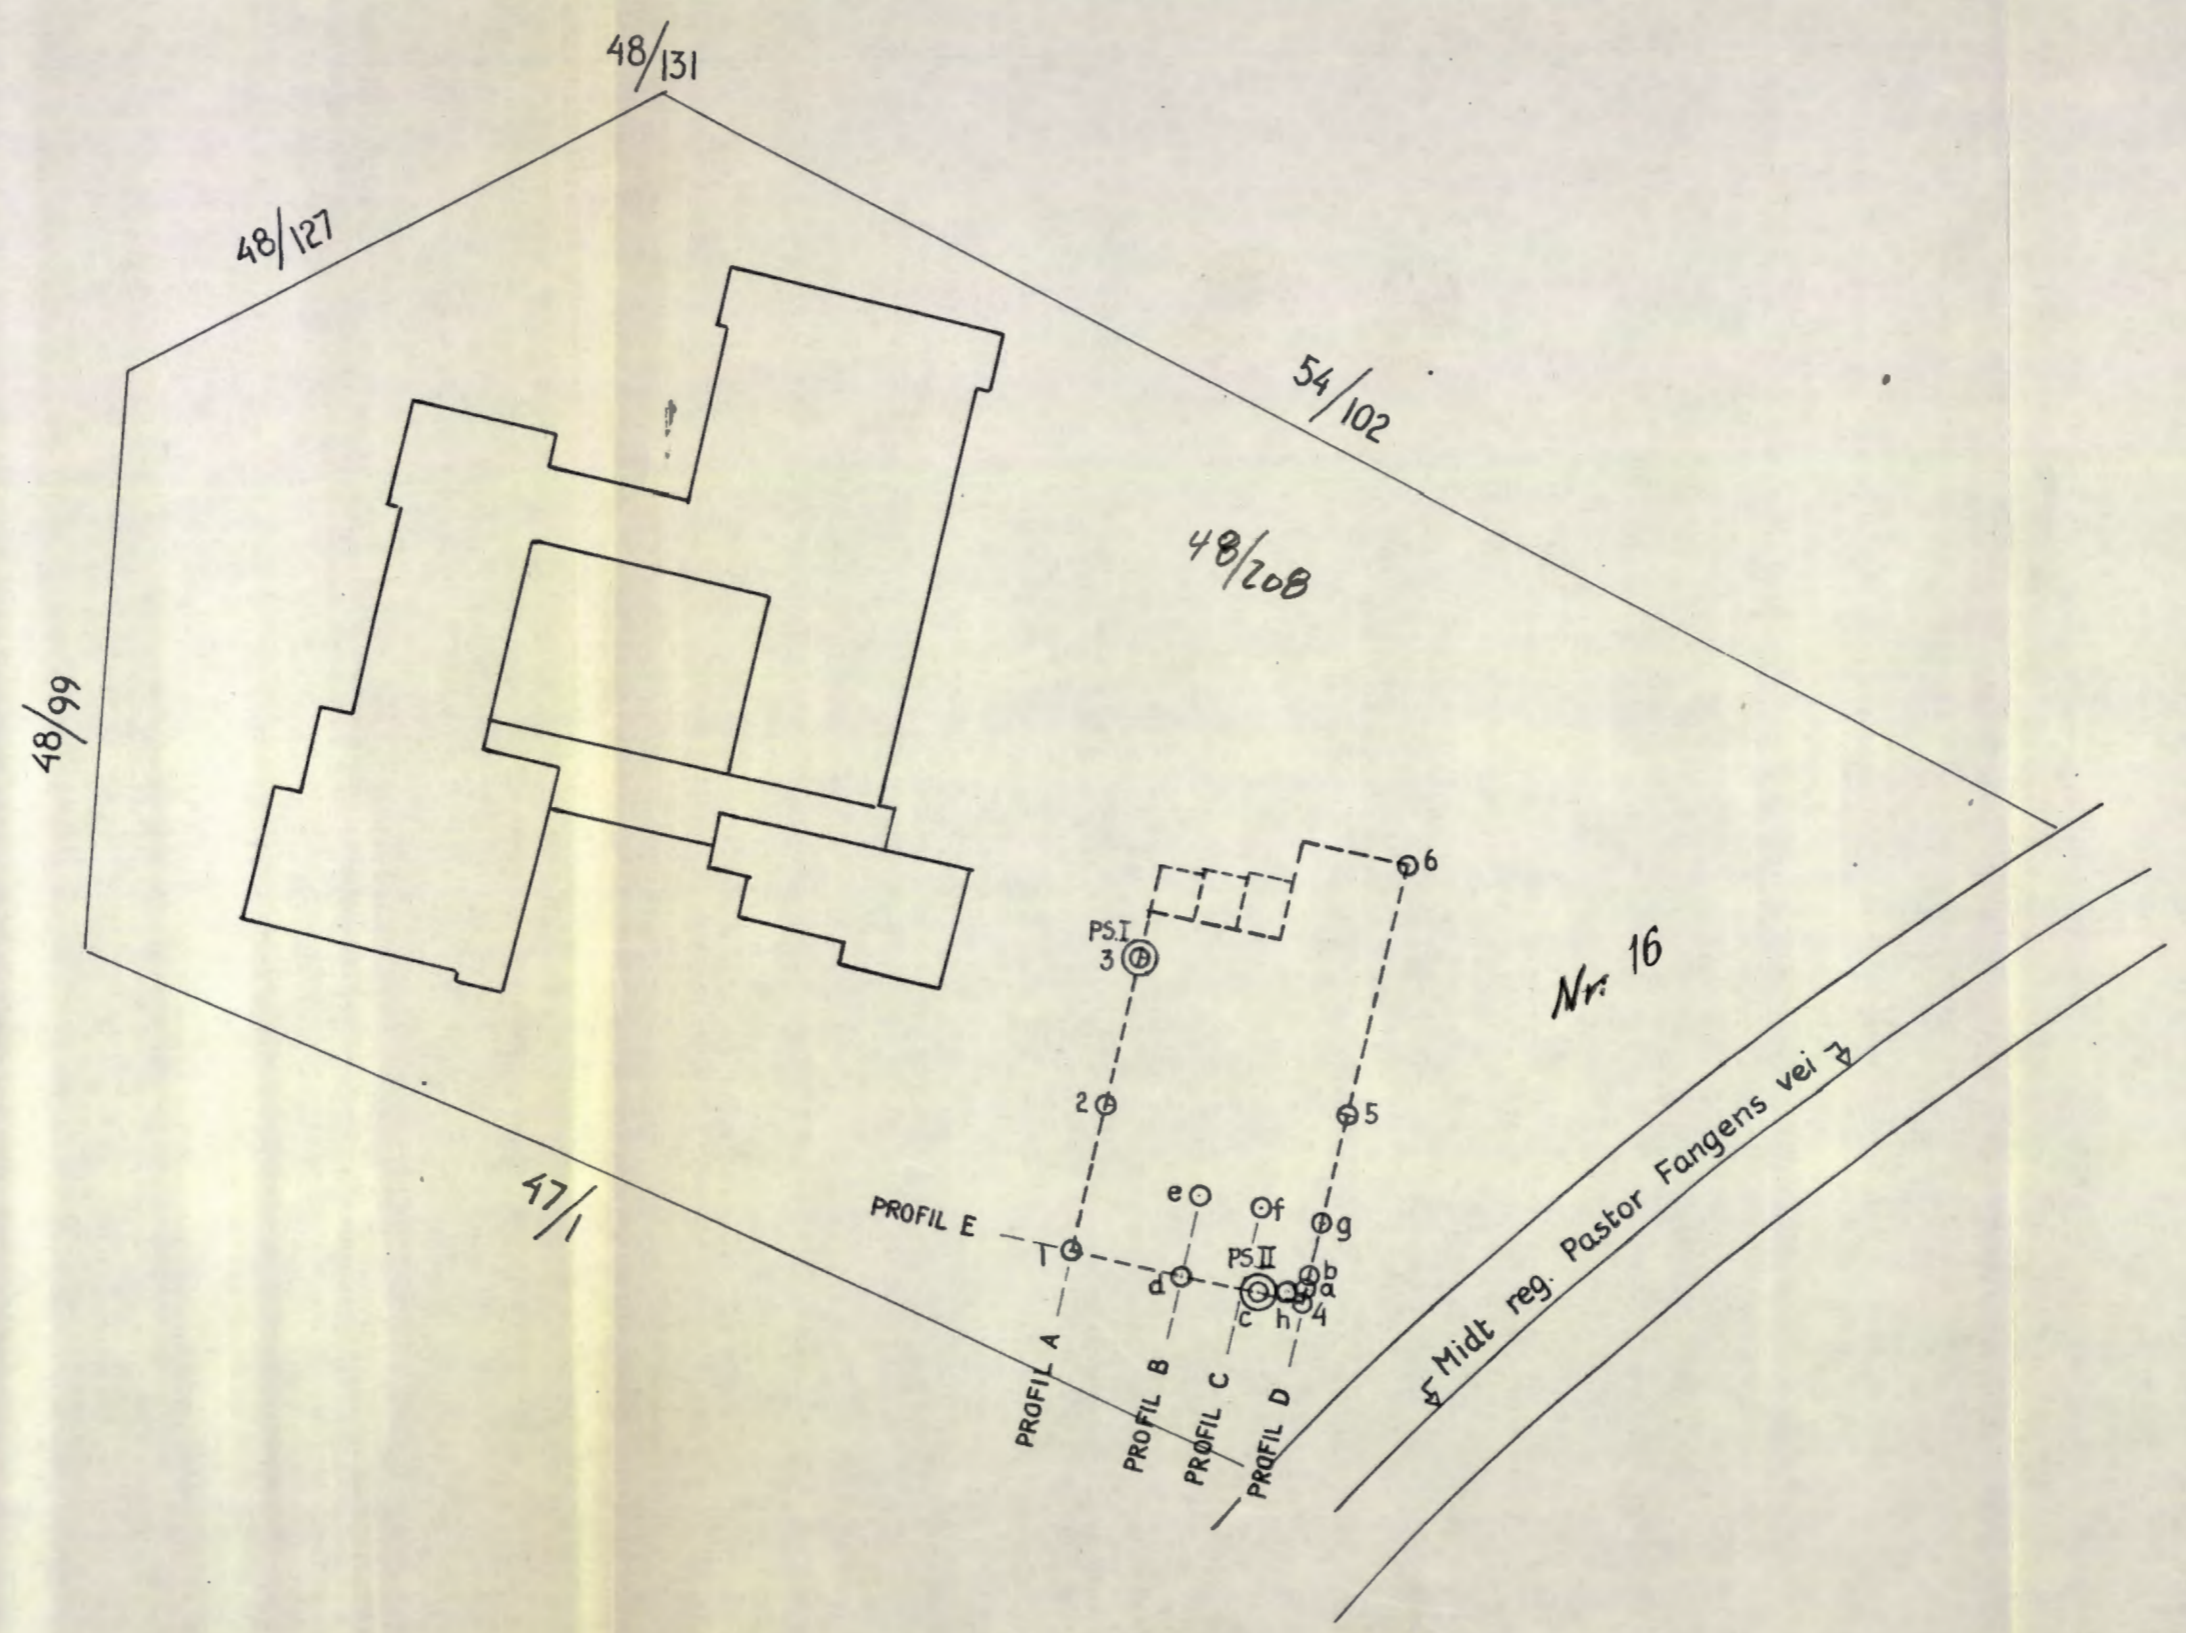 48/131
48/127
54/102
48/208
48/99
6
PS.I
3
Nr. 16
2
5
Midt reg. Pastor Fangens vei
47/1
e
f
PROFIL E
g
1
PS.II
d
b
a
c
h
4
PROFIL A
PROFIL B
PROFIL C
PROFIL D